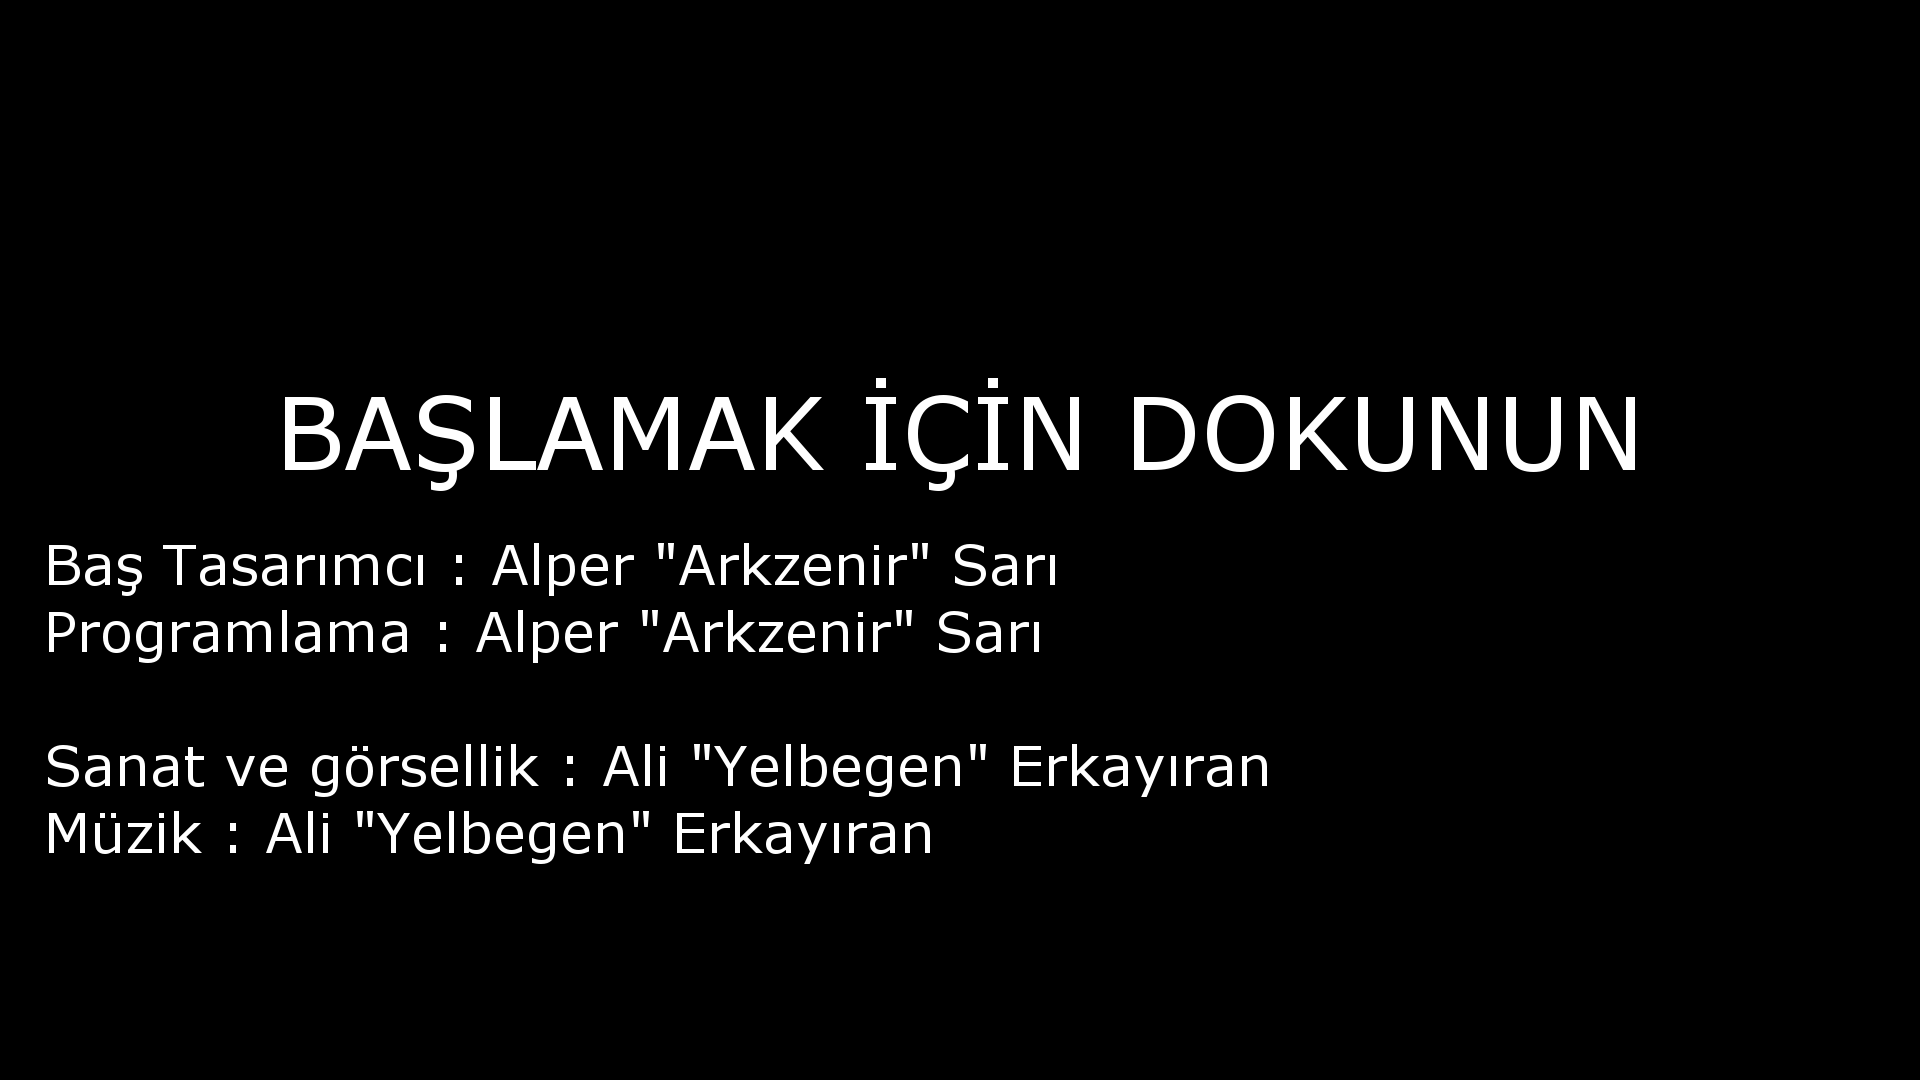 BAŞLAMAK İÇİN DOKUNUN
Baş Tasarımcı : Alper "Arkzenir" Sarı
Programlama : Alper "Arkzenir" Sarı
Sanat ve görsellik : Ali "Yelbegen" Erkayıran
Müzik : Ali "Yelbegen" Erkayıran